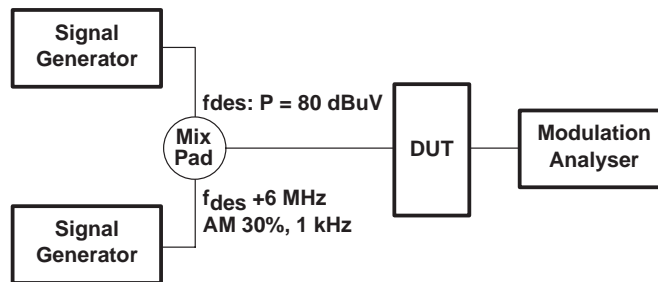 Signal
Generator
fdes: P = 80 dBuV
Mix
Pad
DUT
Modulation
Analyser
fdes +6 MHz
AM 30%, 1 kHz
Signal
Generator